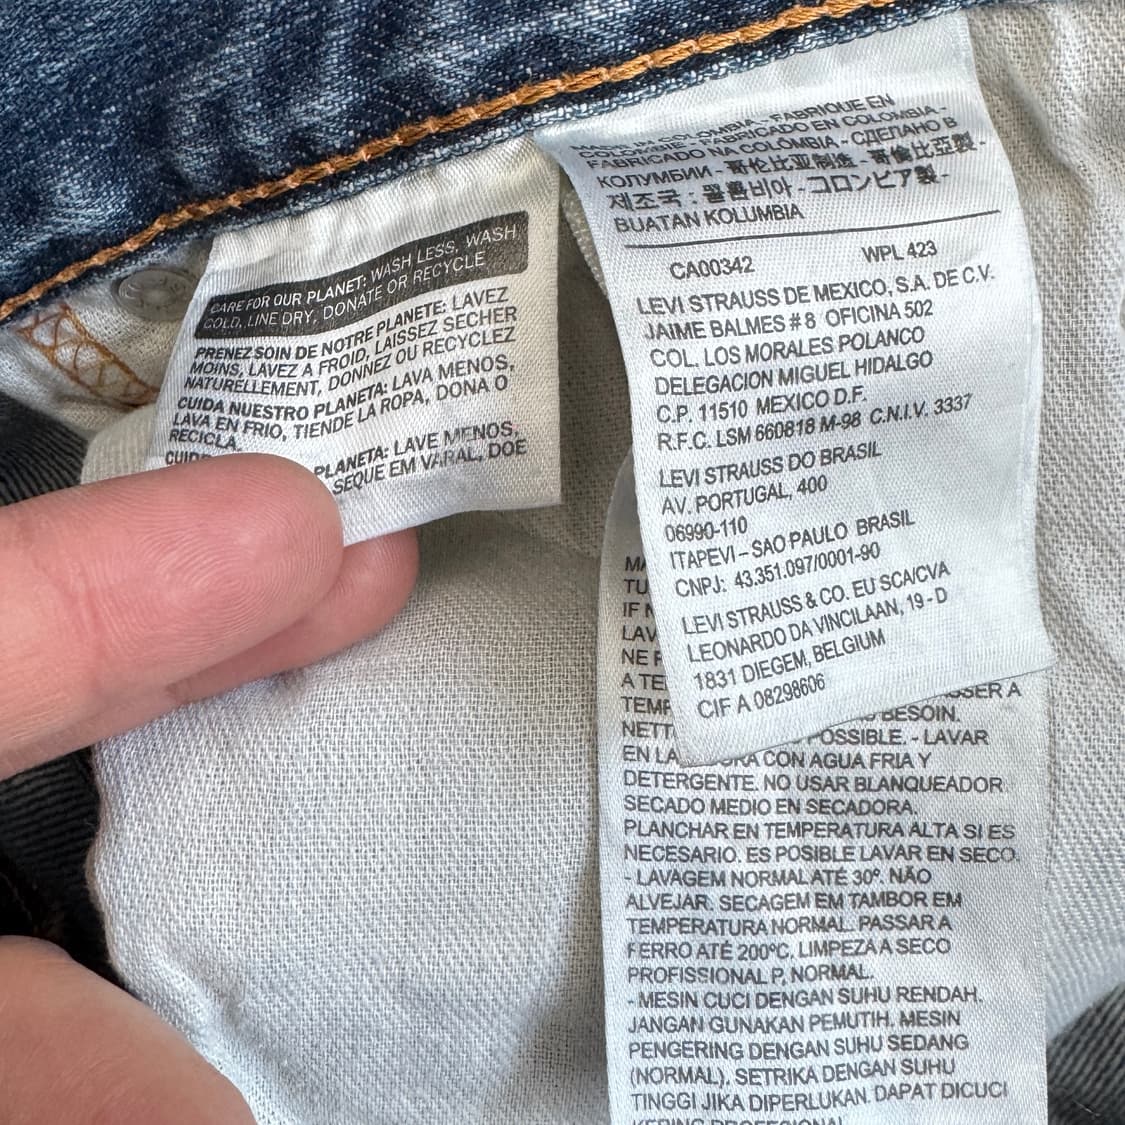 CARE FOR OUR PLANET: WASH LESS, WASH
COLD, LINE DRY, DONATE OR RECYCLE
PRENEZ SOIN DE NOTRE PLANETE: LAVEZ
MOINS, LAVEZ A FROID, LAISSEZ SECHER
NATURELLEMENT, DONNEZ OU RECYCLEZ
CUIDA NUESTRO PLANETA: LAVA MENOS,
LAVA EN FRIO, TIENDE LA ROPA, DONA O
RECICLA.
PLANETA: LAVE MENOS,
SEQUE EM VARAL, DOE
MADE IN COLOMBIA - FABRIQUE EN
COLOMBIE - FABRICADO EN COLOMBIA -
FABRICADO NA COLÔMBIA - СДЕЛАНО В
КОЛУМБИИ - 哥伦比亚制造 - 哥倫比亞製 -
제조국 : 콜롬비아 - コロンビア製 -
BUATAN KOLUMBIA
CA00342 WPL 423
LEVI STRAUSS DE MEXICO, S.A. DE C.V.
JAIME BALMES # 8 OFICINA 502
COL. LOS MORALES POLANCO
DELEGACION MIGUEL HIDALGO
C.P. 11510 MEXICO D.F.
R.F.C. LSM 660818 M-98 C.N.I.V. 3337
LEVI STRAUSS DO BRASIL
AV. PORTUGAL, 400
06990-110
ITAPEVI – SAO PAULO BRASIL
CNPJ: 43.351.097/0001-90
LEVI STRAUSS & CO. EU SCA/CVA
LEONARDO DA VINCILAAN, 19 - D
1831 DIEGEM, BELGIUM
CIF A 08298606
IF
NE
A
A
BESOIN.
POSSIBLE. - LAVAR
EN CON AGUA FRIA Y
DETERGENTE. NO USAR BLANQUEADOR
SECADO MEDIO EN SECADORA.
PLANCHAR EN TEMPERATURA ALTA SI ES
NECESARIO. ES POSIBLE LAVAR EN SECO.
- LAVAGEM NORMAL ATÉ 30º. NÃO
ALVEJAR. SECAGEM EM TAMBOR EM
TEMPERATURA NORMAL. PASSAR A
FERRO ATÉ 200ºC. LIMPEZA A SECO
PROFISSIONAL P, NORMAL.
- MESIN CUCI DENGAN SUHU RENDAH.
JANGAN GUNAKAN PEMUTIH. MESIN
PENGERING DENGAN SUHU SEDANG
(NORMAL). SETRIKA DENGAN SUHU
TINGGI JIKA DIPERLUKAN. DAPAT DICUCI